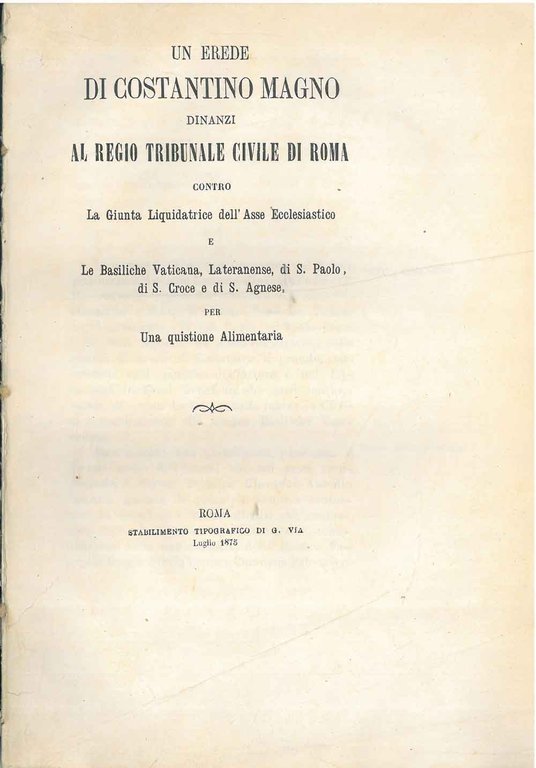 UN EREDE
DI COSTANTINO MAGNO
DINANZI
AL REGIO TRIBUNALE CIVILE DI ROMA
CONTRO
La Giunta Liquidatrice dell'Asse Ecclesiastico
E
Le Basiliche Vaticana, Lateranense, di S. Paolo,
di S. Croce e di S. Agnese,
PER
Una quistione Alimentaria
ROMA
STABILIMENTO TIPOGRAFICO DI G. VIA
Luglio 1875